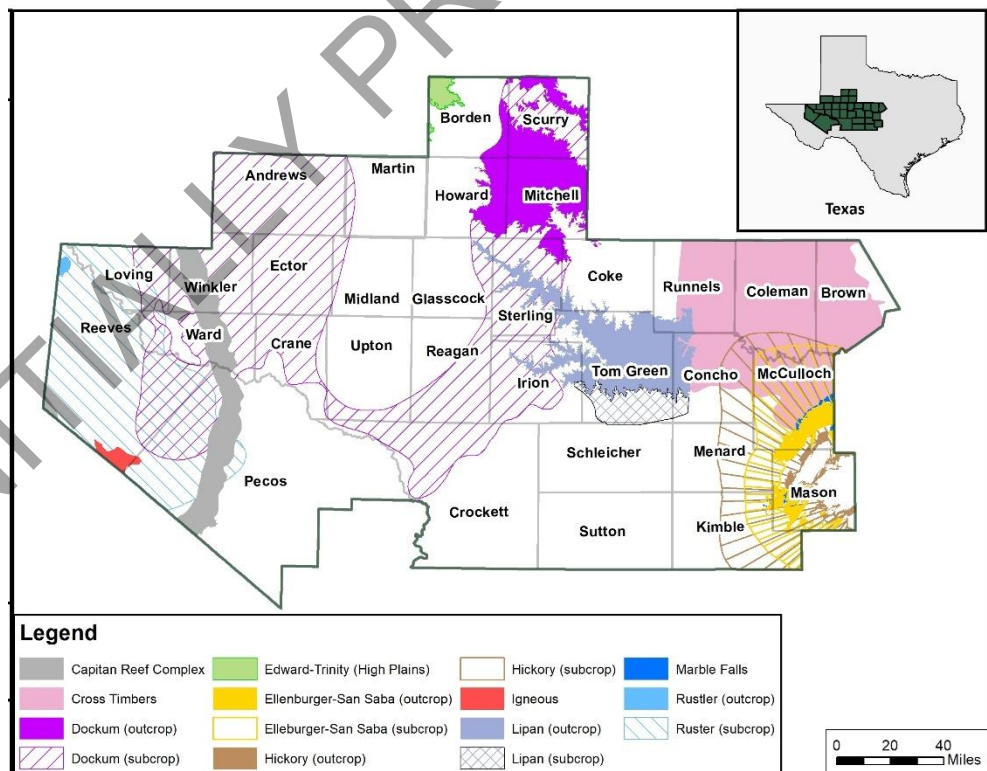 NTIALLY PR
Borden
Scurry
Andrews
Martin
Howard
Mitchell
Texas
Loving
Winkler
Ector
Midland
Glasscock
Sterling
Coke
Runnels
Coleman
Brown
Reeves
Ward
Crane
Upton
Reagan
Irion
Tom Green
Concho
McCulloch
Pecos
Crockett
Schleicher
Menard
Mason
Sutton
Kimble
Legend
Capitan Reef Complex
Cross Timbers
Dockum (outcrop)
Dockum (subcrop)
Edward-Trinity (High Plains)
Ellenburger-San Saba (outcrop)
Elleburger-San Saba (subcrop)
Hickory (outcrop)
Hickory (subcrop)
Igneous
Lipan (outcrop)
Lipan (subcrop)
Marble Falls
Rustler (outcrop)
Ruster (subcrop)
0 20 40
Miles